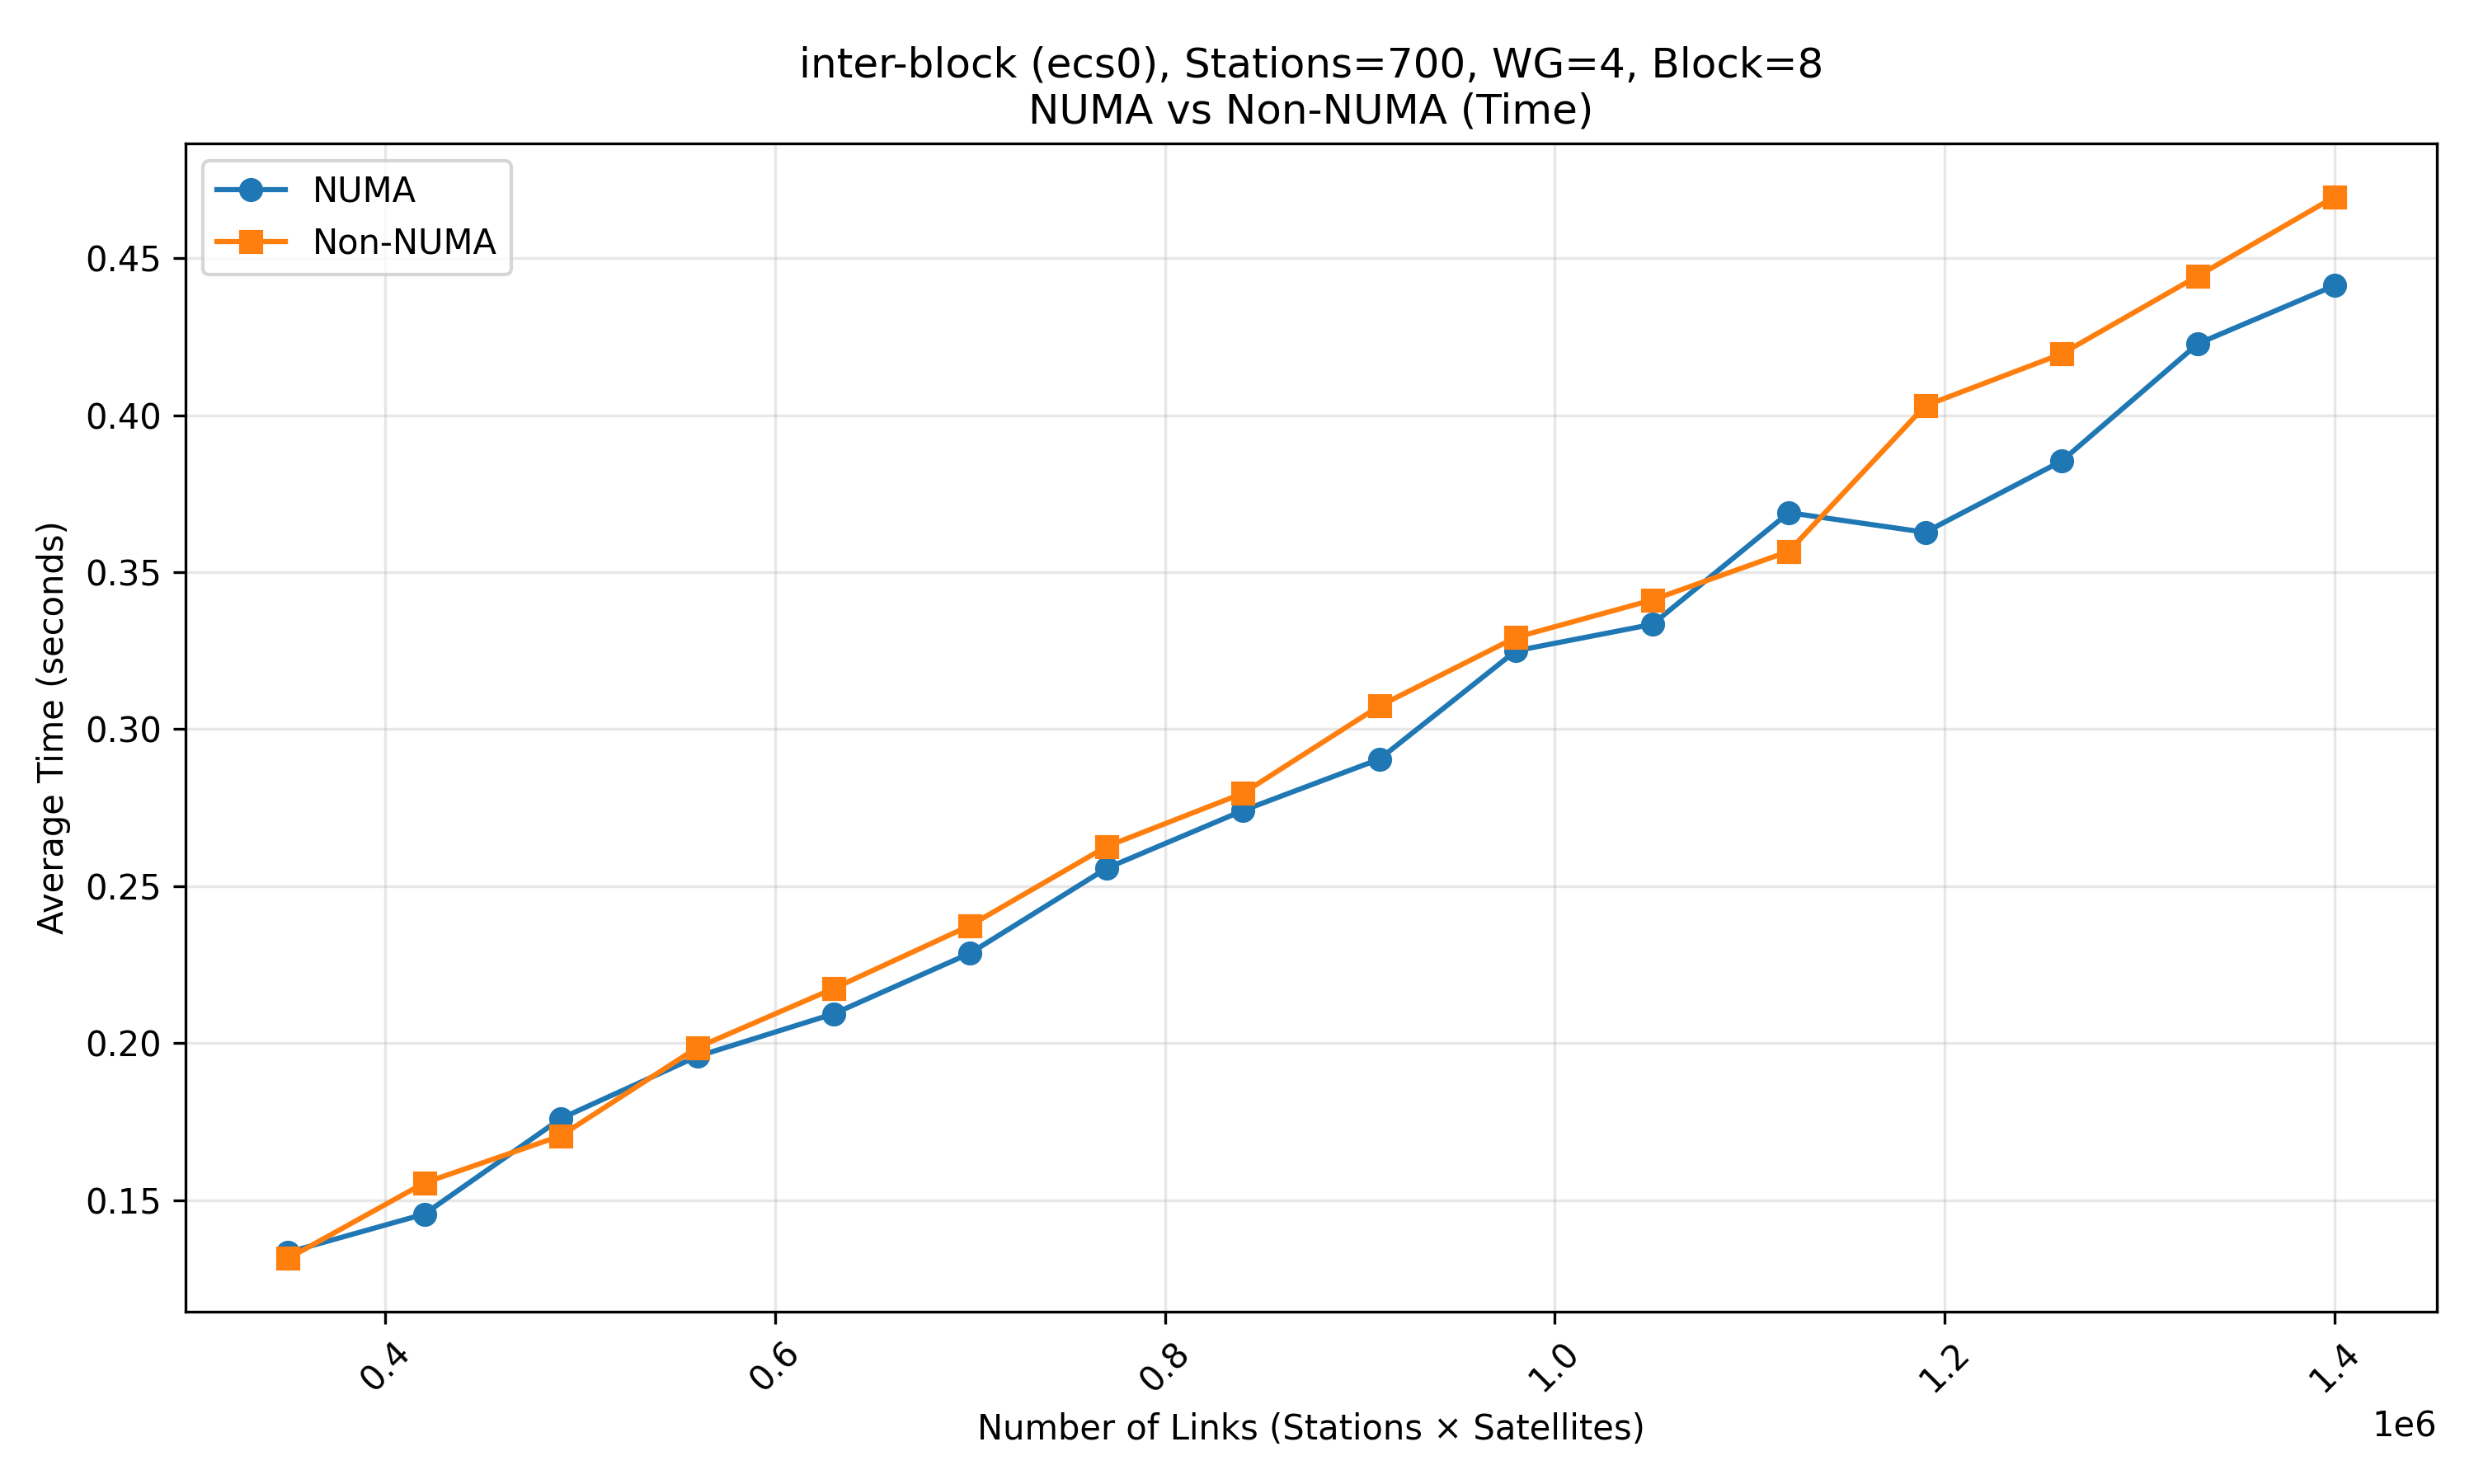 inter-block (ecs0), Stations=700, WG=4, Block=8
NUMA vs Non-NUMA (Time)
NUMA
Non-NUMA
Average Time (seconds)
0.45
0.40
0.35
0.30
0.25
0.20
0.15
0.4
0.6
0.8
1.0
1.2
1.4
1e6
Number of Links (Stations × Satellites)